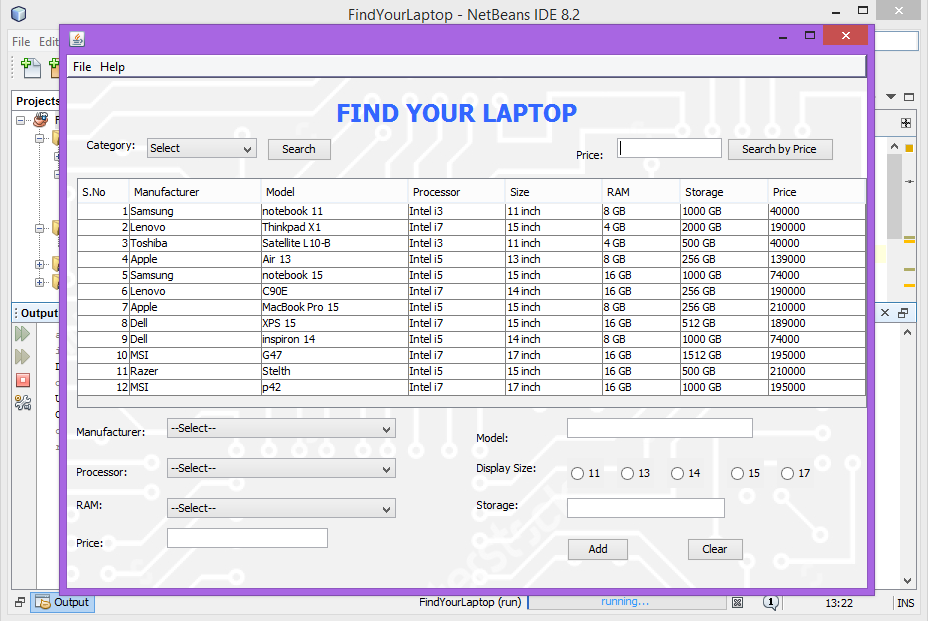 FindYourLaptop - NetBeans IDE 8.2
File Edit
File Help
Projects
FIND YOUR LAPTOP
Category: Select Search Price: Search by Price
S.No Manufacturer Model Processor Size RAM Storage Price
1 Samsung notebook 11 Intel i3 11 inch 8 GB 1000 GB 40000
2 Lenovo Thinkpad X1 Intel i7 15 inch 4 GB 2000 GB 190000
3 Toshiba Satellite L10-B Intel i3 11 inch 4 GB 500 GB 40000
4 Apple Air 13 Intel i5 13 inch 8 GB 256 GB 139000
5 Samsung notebook 15 Intel i5 15 inch 16 GB 1000 GB 74000
6 Lenovo C90E Intel i7 14 inch 16 GB 256 GB 190000
7 Apple MacBook Pro 15 Intel i5 15 inch 8 GB 256 GB 210000
8 Dell XPS 15 Intel i7 15 inch 16 GB 512 GB 189000
9 Dell inspiron 14 Intel i5 14 inch 8 GB 1000 GB 74000
10 MSI G47 Intel i7 17 inch 16 GB 1512 GB 195000
11 Razer Stelth Intel i5 15 inch 16 GB 500 GB 210000
12 MSI p42 Intel i7 17 inch 16 GB 1000 GB 195000
Output
Manufacturer: --Select-- Model:
Processor: --Select-- Display Size: 11 13 14 15 17
RAM: --Select-- Storage:
Price: Add Clear
Output FindYourLaptop (run) running... 1 13:22 INS